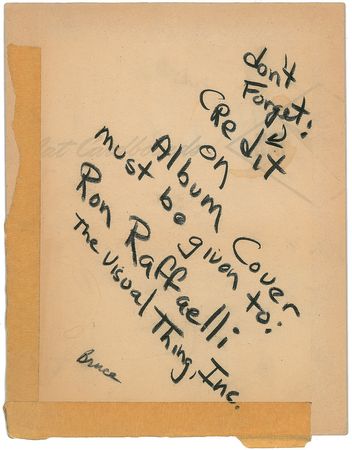 don't
Forget:
CRedit
on
Album Cover
must be given to:
Ron Raffaelli
The Visual Thing, Inc.
Bruce